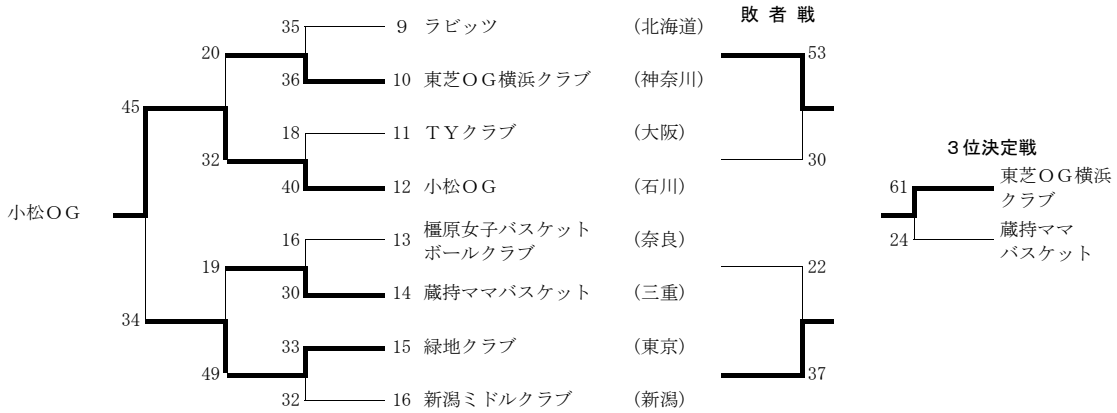 敗者戦
35 9 ラビッツ (北海道)
20 53
36 10 東芝OG横浜クラブ (神奈川)
45
18 11 TYクラブ (大阪)
32 30
3位決定戦
40 12 小松OG (石川) 61 東芝OG横浜
クラブ
小松OG
16 13 橿原女子バスケット (奈良) 24 蔵持ママ
ボールクラブ バスケット
19 22
30 14 蔵持ママバスケット (三重)
34
33 15 緑地クラブ (東京)
49 37
32 16 新潟ミドルクラブ (新潟)